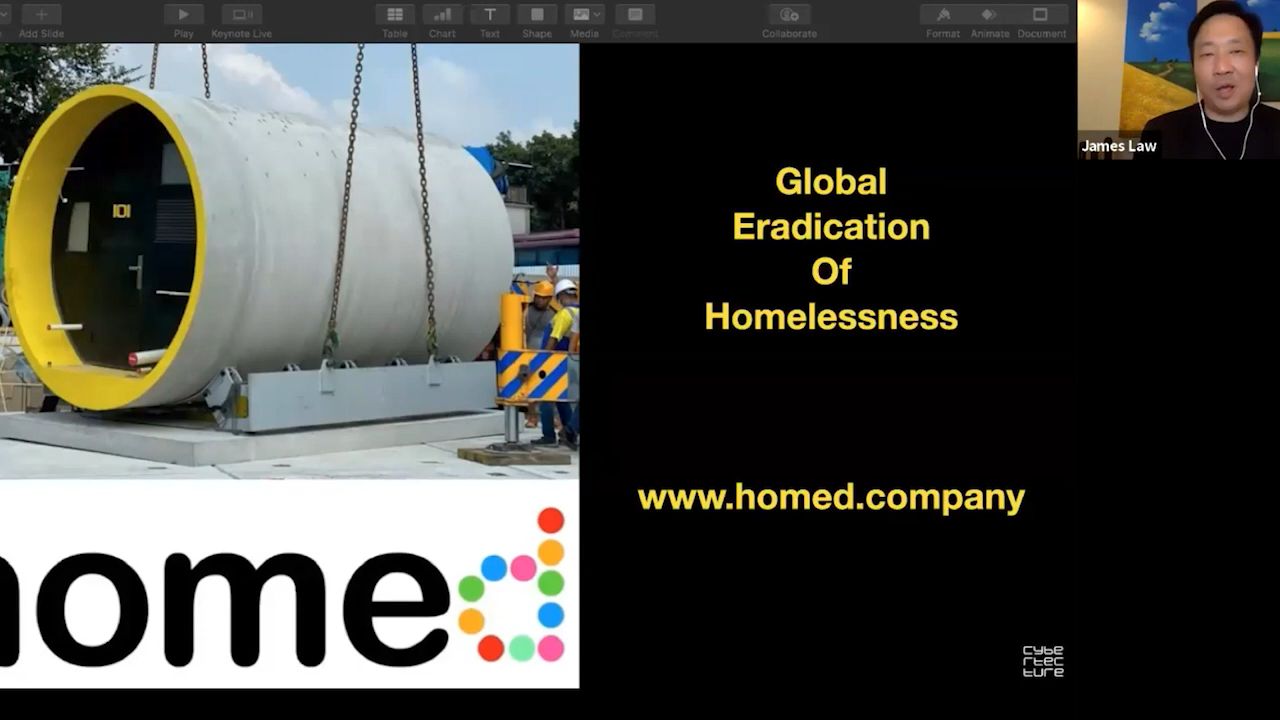 Add Slide
Play
Keynote Live
Table
Chart
Text
Shape
Media
Comment
Collaborate
Format
Animate
Document
James Law
101
Global
Eradication
Of
Homelessness
www.homed.company
homed
cybe
rtec
ture